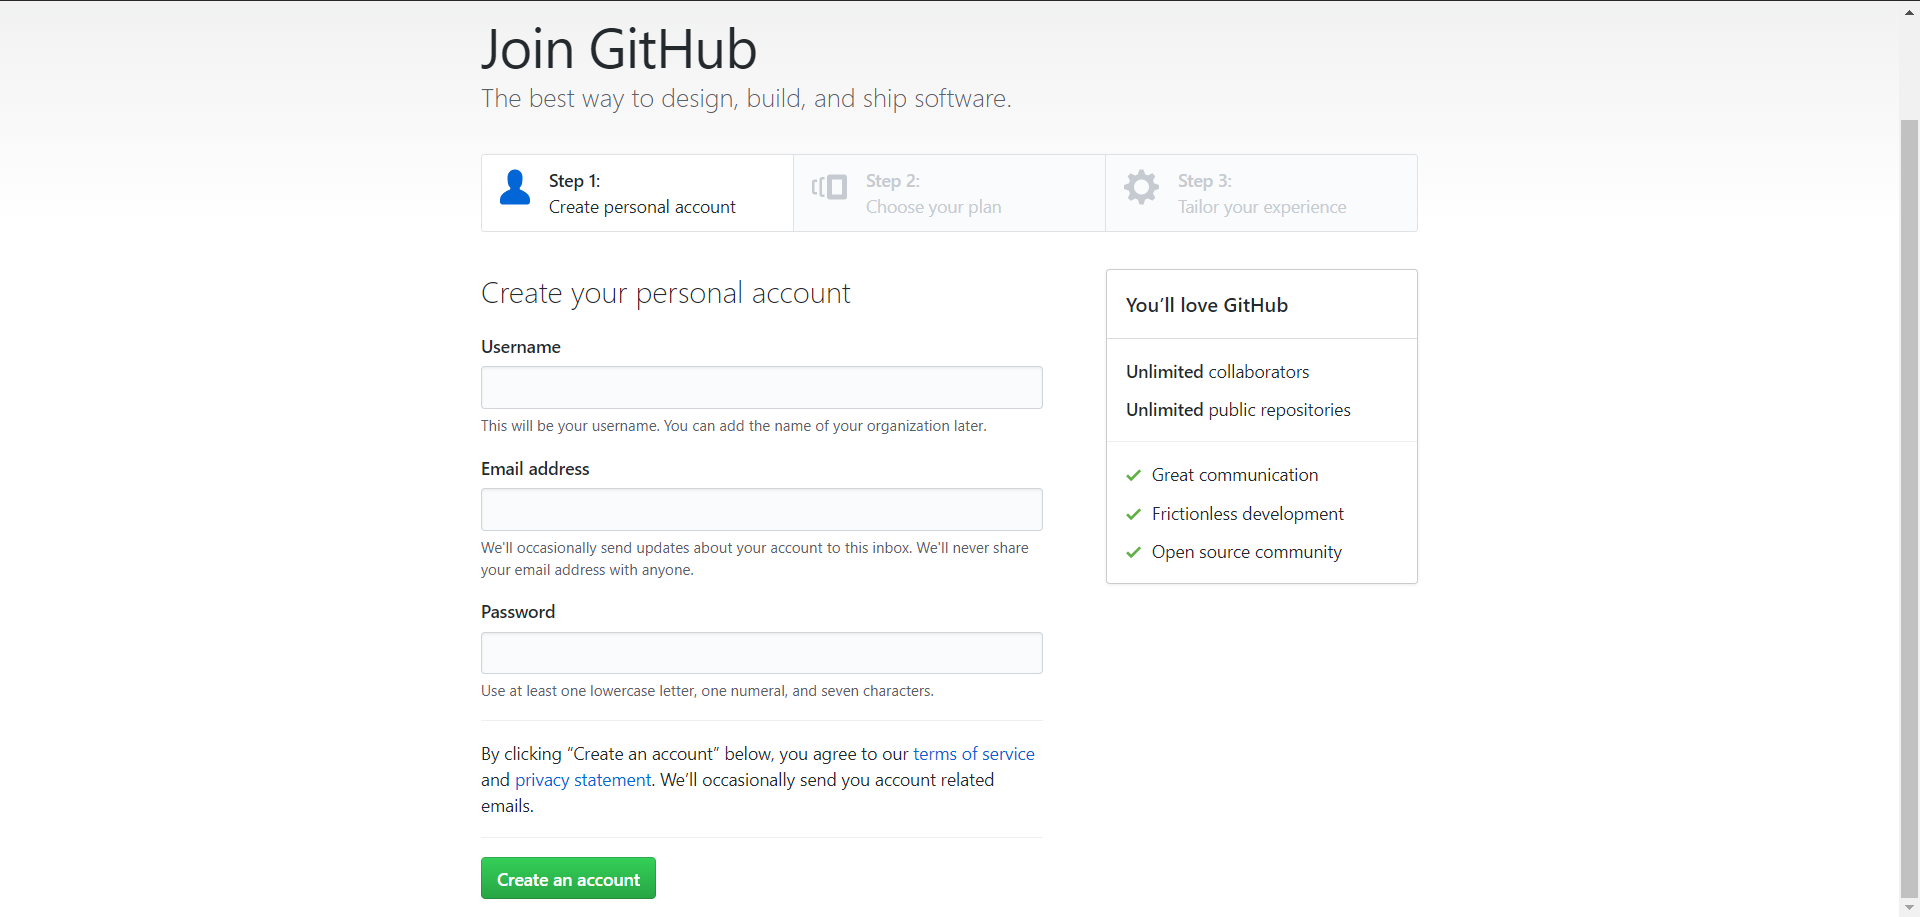 Join GitHub
The best way to design, build, and ship software.
Step 1:
Create personal account
Step 2:
Choose your plan
Step 3:
Tailor your experience
Create your personal account
Username
This will be your username. You can add the name of your organization later.
Email address
We'll occasionally send updates about your account to this inbox. We'll never share
your email address with anyone.
Password
Use at least one lowercase letter, one numeral, and seven characters.
By clicking “Create an account” below, you agree to our terms of service
and privacy statement. We’ll occasionally send you account related
emails.
Create an account
You’ll love GitHub
Unlimited collaborators
Unlimited public repositories
Great communication
Frictionless development
Open source community